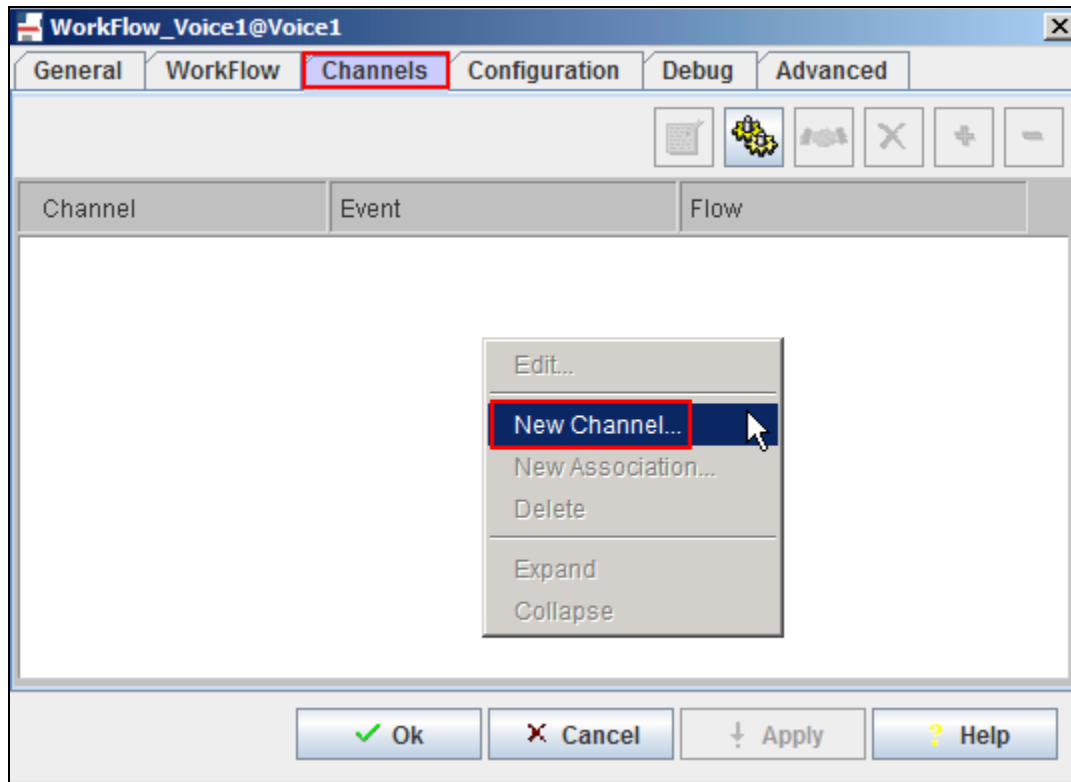 WorkFlow_Voice1@Voice1
General WorkFlow Channels Configuration Debug Advanced
Channel Event Flow
Edit...
New Channel...
New Association...
Delete
Expand
Collapse
Ok Cancel Apply ? Help